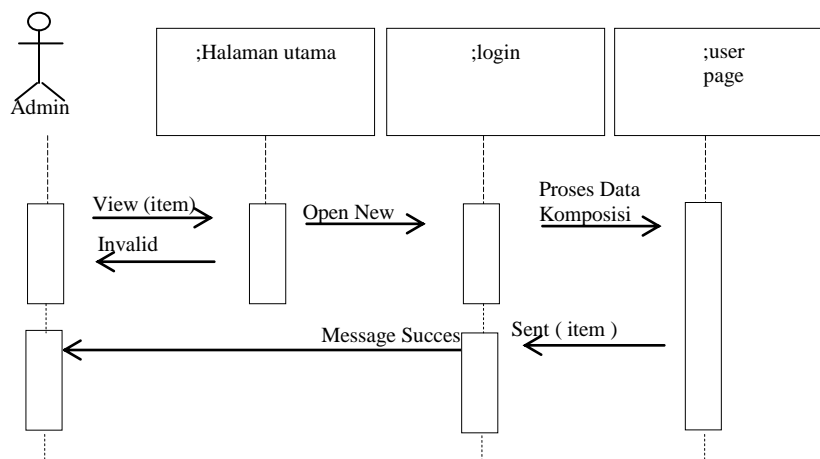 ;Halaman utama
;login
;user
page
Admin
View (item)
Open New
Proses Data
Komposisi
Invalid
Message Succes
Sent ( item )